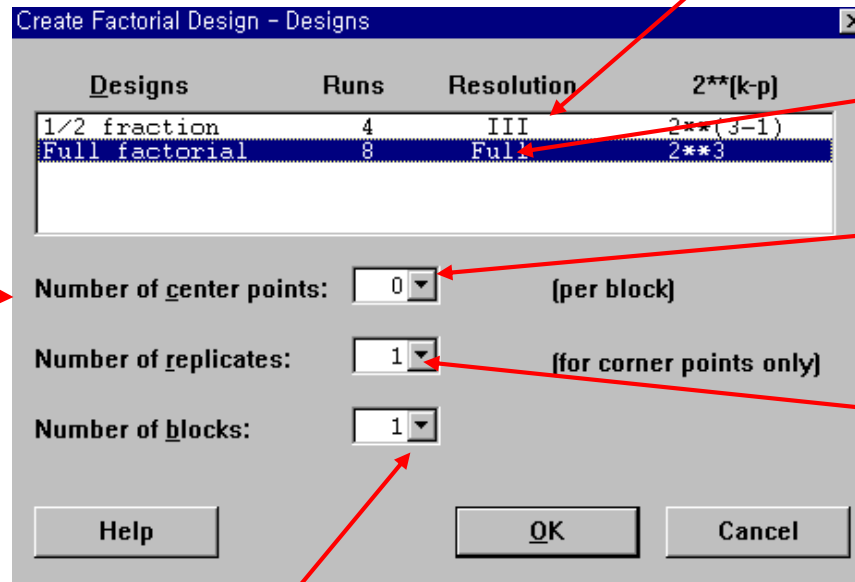 Create Factorial Design - Designs
Designs Runs Resolution 2**(k-p)
1/2 fraction 4 III 2**(3-1)
Full factorial 8 Full 2**3
Number of center points: 0 (per block)
Number of replicates: 1 (for corner points only)
Number of blocks: 1
Help OK Cancel